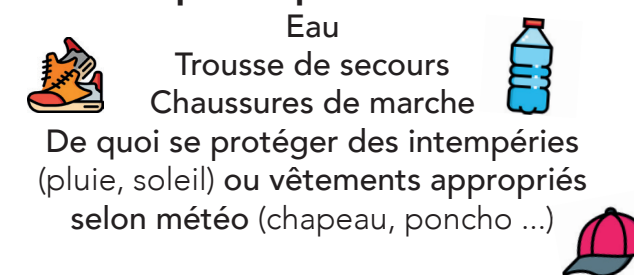 Eau
Trousse de secours
Chaussures de marche
De quoi se protéger des intempéries
(pluie, soleil) ou vêtements appropriés
selon météo (chapeau, poncho ...)